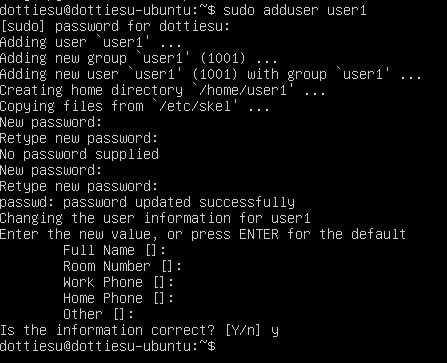 dottiesu@dottiesu-ubuntu:~$ sudo adduser user1
[sudo] password for dottiesu:
Adding user `user1' ...
Adding new group `user1' (1001) ...
Adding new user `user1' (1001) with group `user1' ...
Creating home directory `/home/user1' ...
Copying files from `/etc/skel' ...
New password:
Retype new password:
No password supplied
New password:
Retype new password:
passwd: password updated successfully
Changing the user information for user1
Enter the new value, or press ENTER for the default
        Full Name []:
        Room Number []:
        Work Phone []:
        Home Phone []:
        Other []:
Is the information correct? [Y/n] y
dottiesu@dottiesu-ubuntu:~$